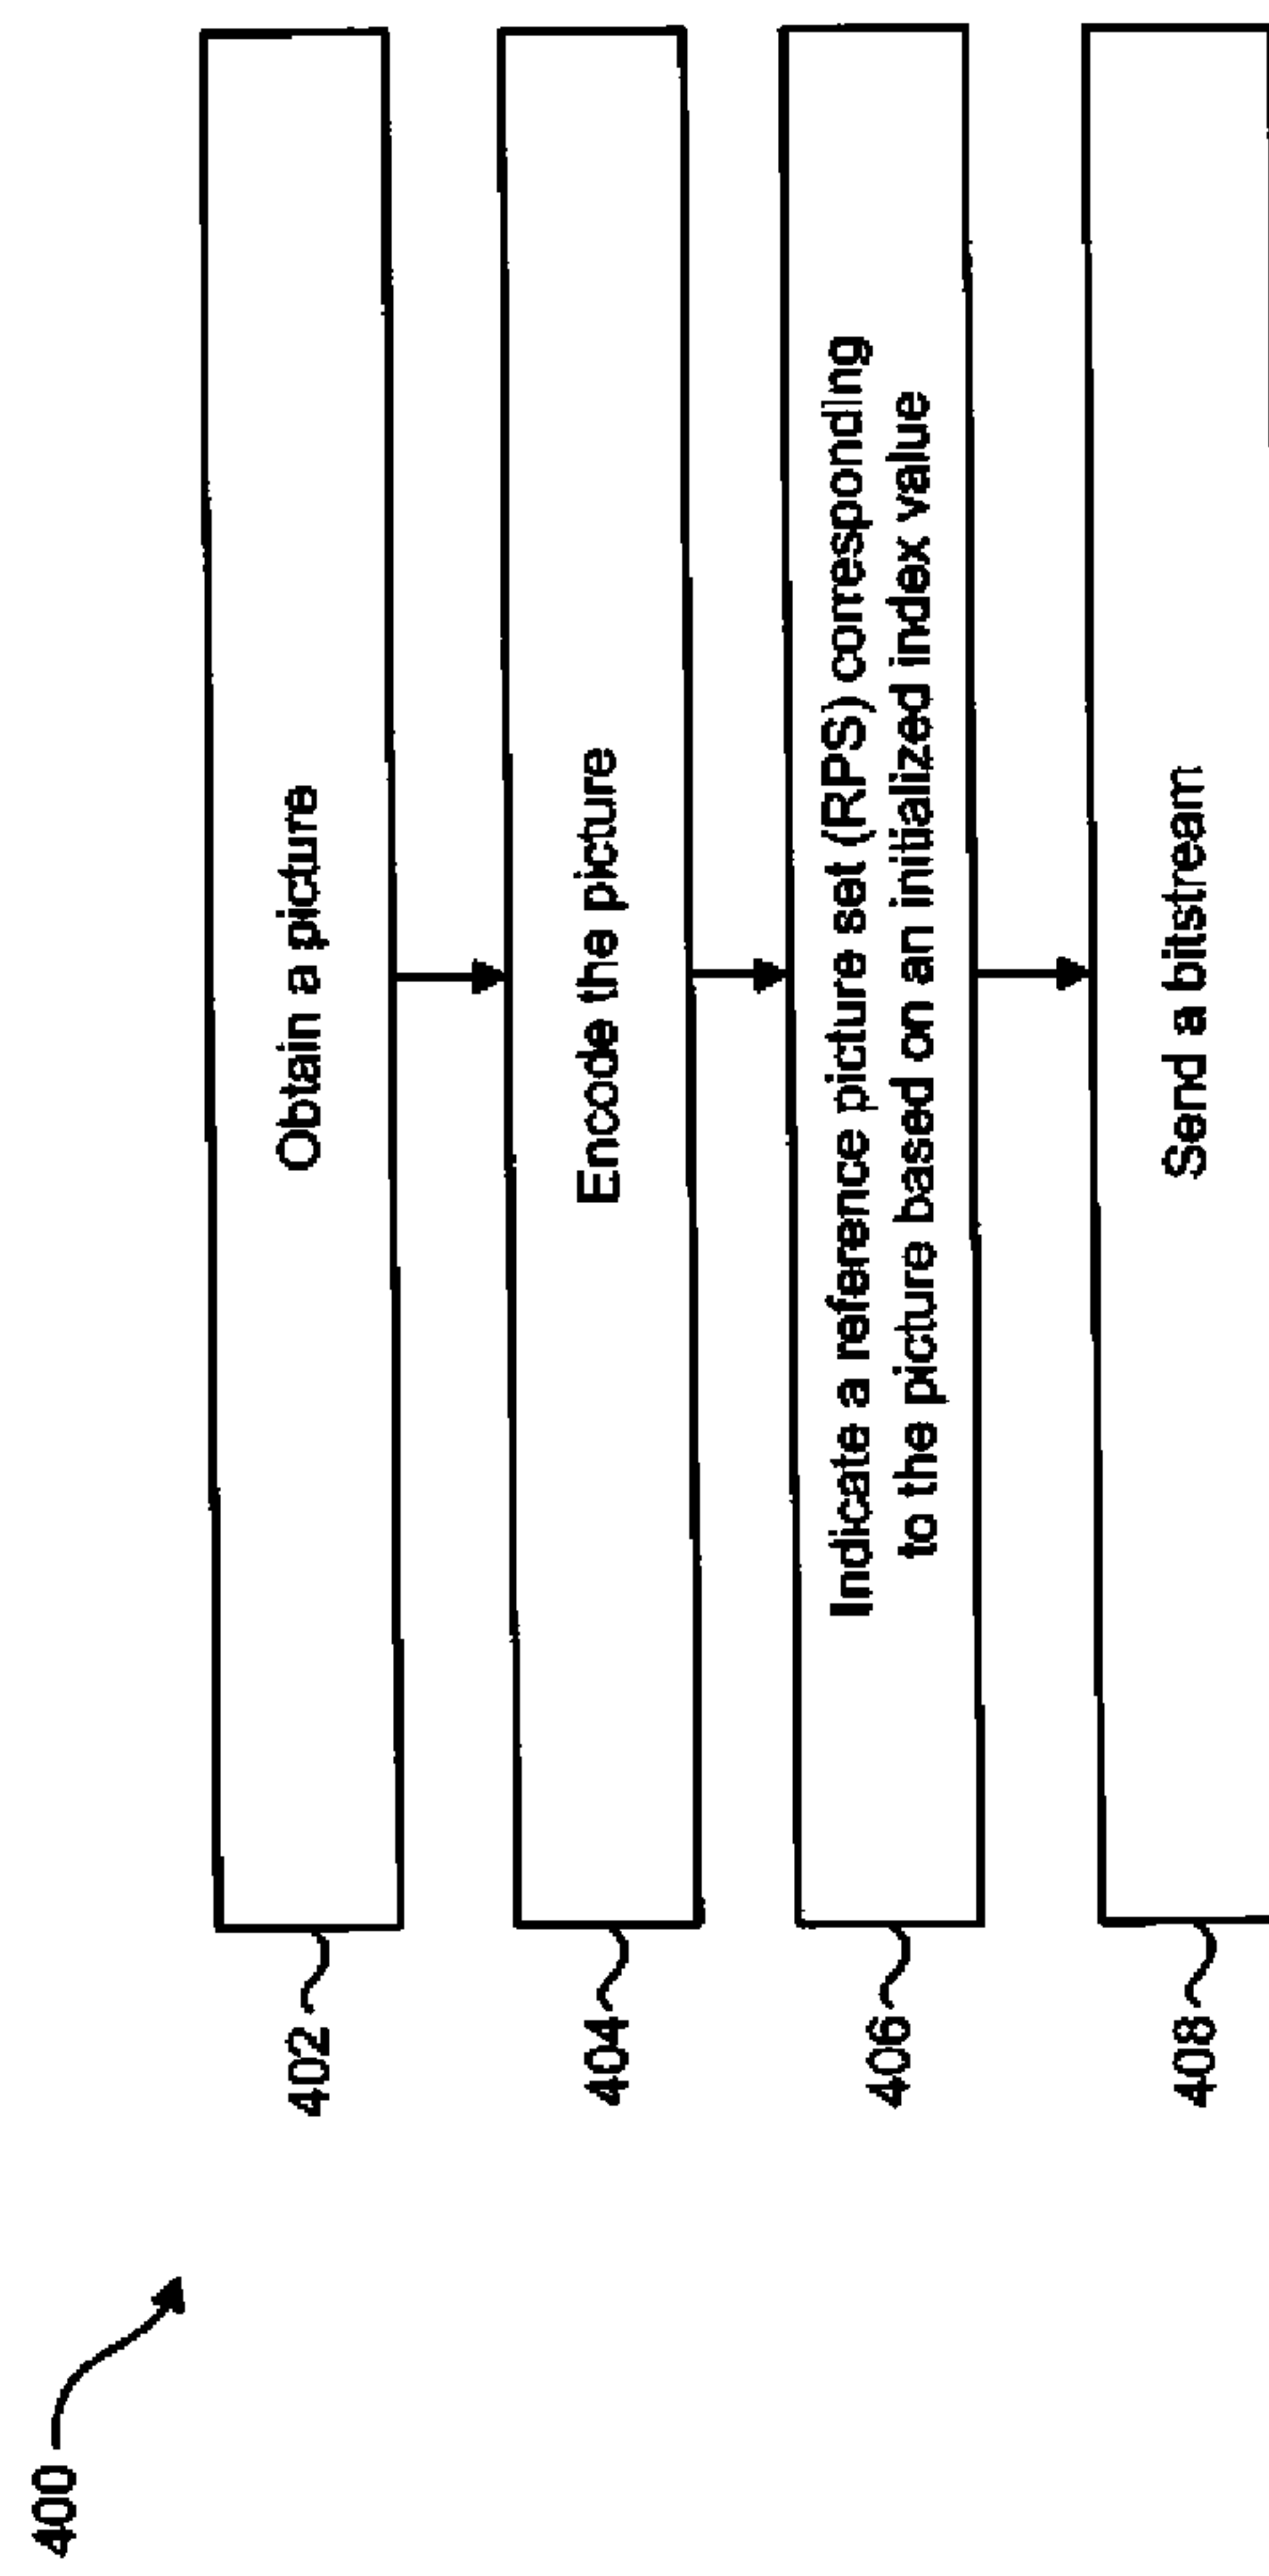 400
402
Obtain a picture
404
Encode the picture
406
Indicate a reference picture set (RPS) corresponding
to the picture based on an initialized index value
408
Send a bitstream